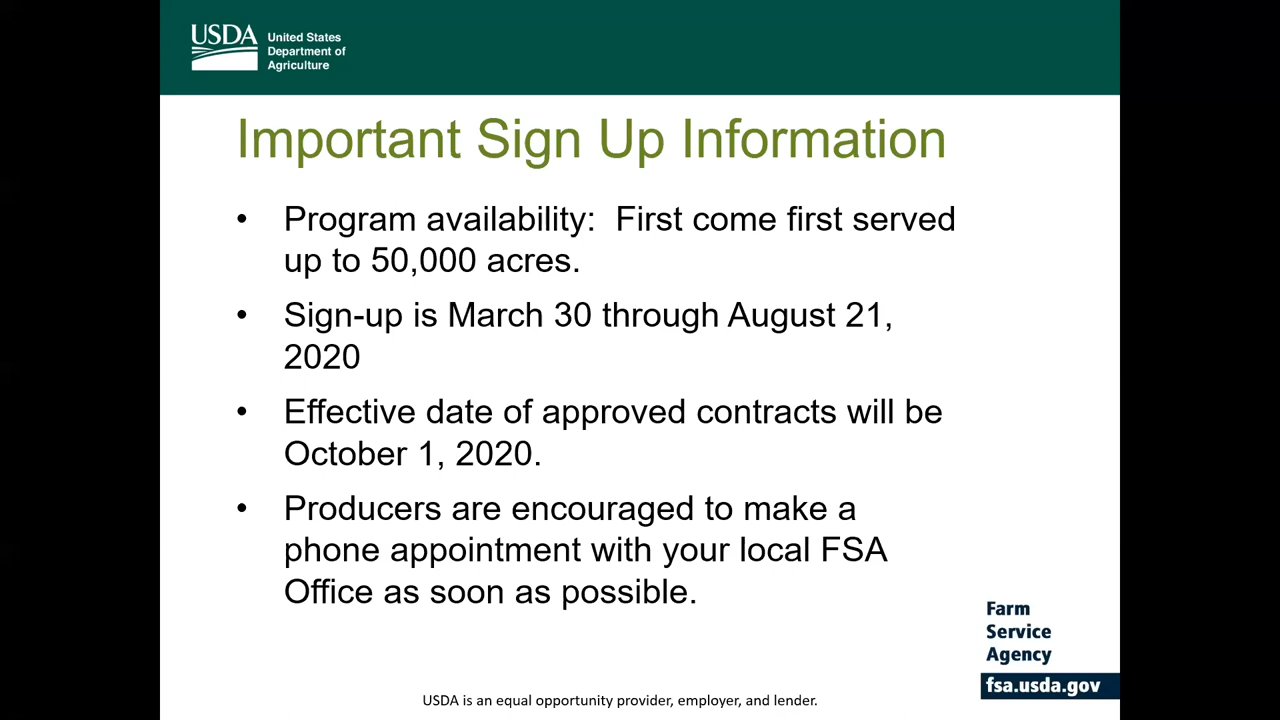 USDA
United States
Department of
Agriculture
Important Sign Up Information
• Program availability:  First come first served
up to 50,000 acres.
• Sign-up is March 30 through August 21,
2020
• Effective date of approved contracts will be
October 1, 2020.
• Producers are encouraged to make a
phone appointment with your local FSA
Office as soon as possible.
Farm
Service
Agency
fsa.usda.gov
USDA is an equal opportunity provider, employer, and lender.